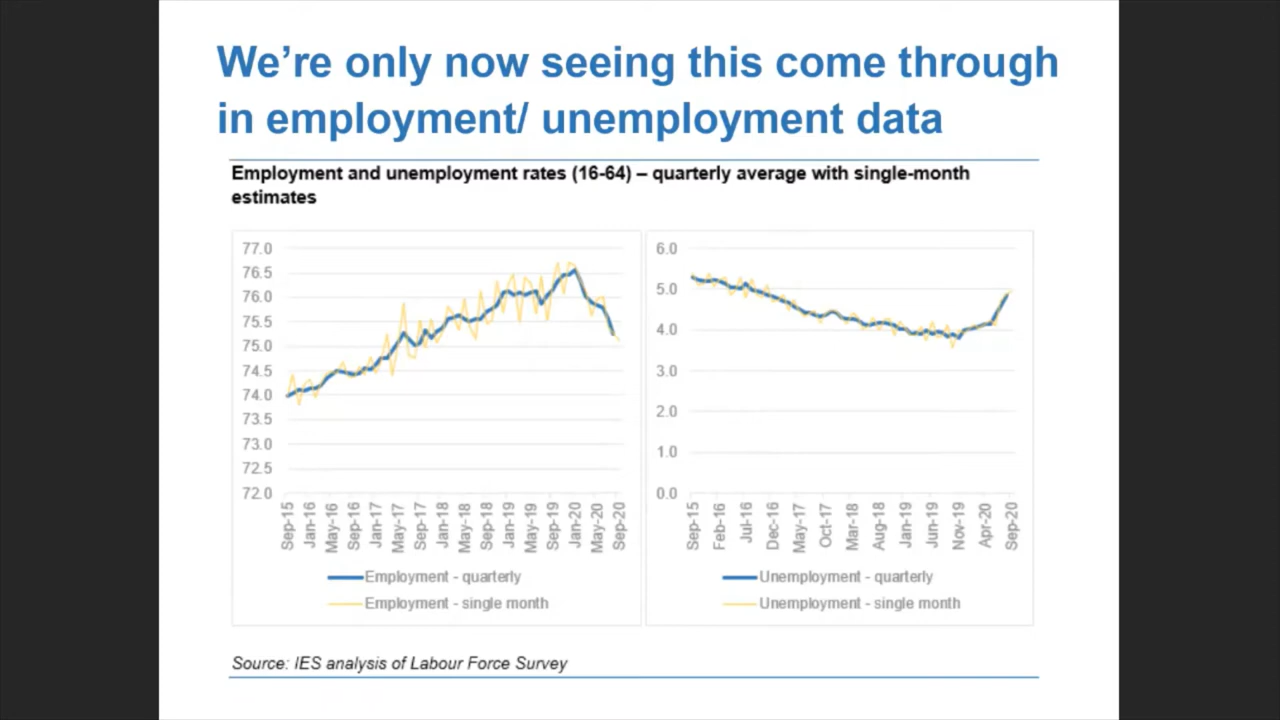 We're only now seeing this come through
in employment/ unemployment data
Employment and unemployment rates (16-64) – quarterly average with single-month
estimates
77.0
76.5
76.0
75.5
75.0
74.5
74.0
73.5
73.0
72.5
72.0
Sep-15
Jan-16
May-16
Sep-16
Jan-17
May-17
Sep-17
Jan-18
May-18
Sep-18
Jan-19
May-19
Sep-19
Jan-20
May-20
Sep-20
Employment - quarterly
Employment - single month
6.0
5.0
4.0
3.0
2.0
1.0
0.0
Sep-15
Feb-16
Jul-16
Dec-16
May-17
Oct-17
Mar-18
Aug-18
Jan-19
Jun-19
Nov-19
Apr-20
Sep-20
Unemployment - quarterly
Unemployment - single month
Source: IES analysis of Labour Force Survey